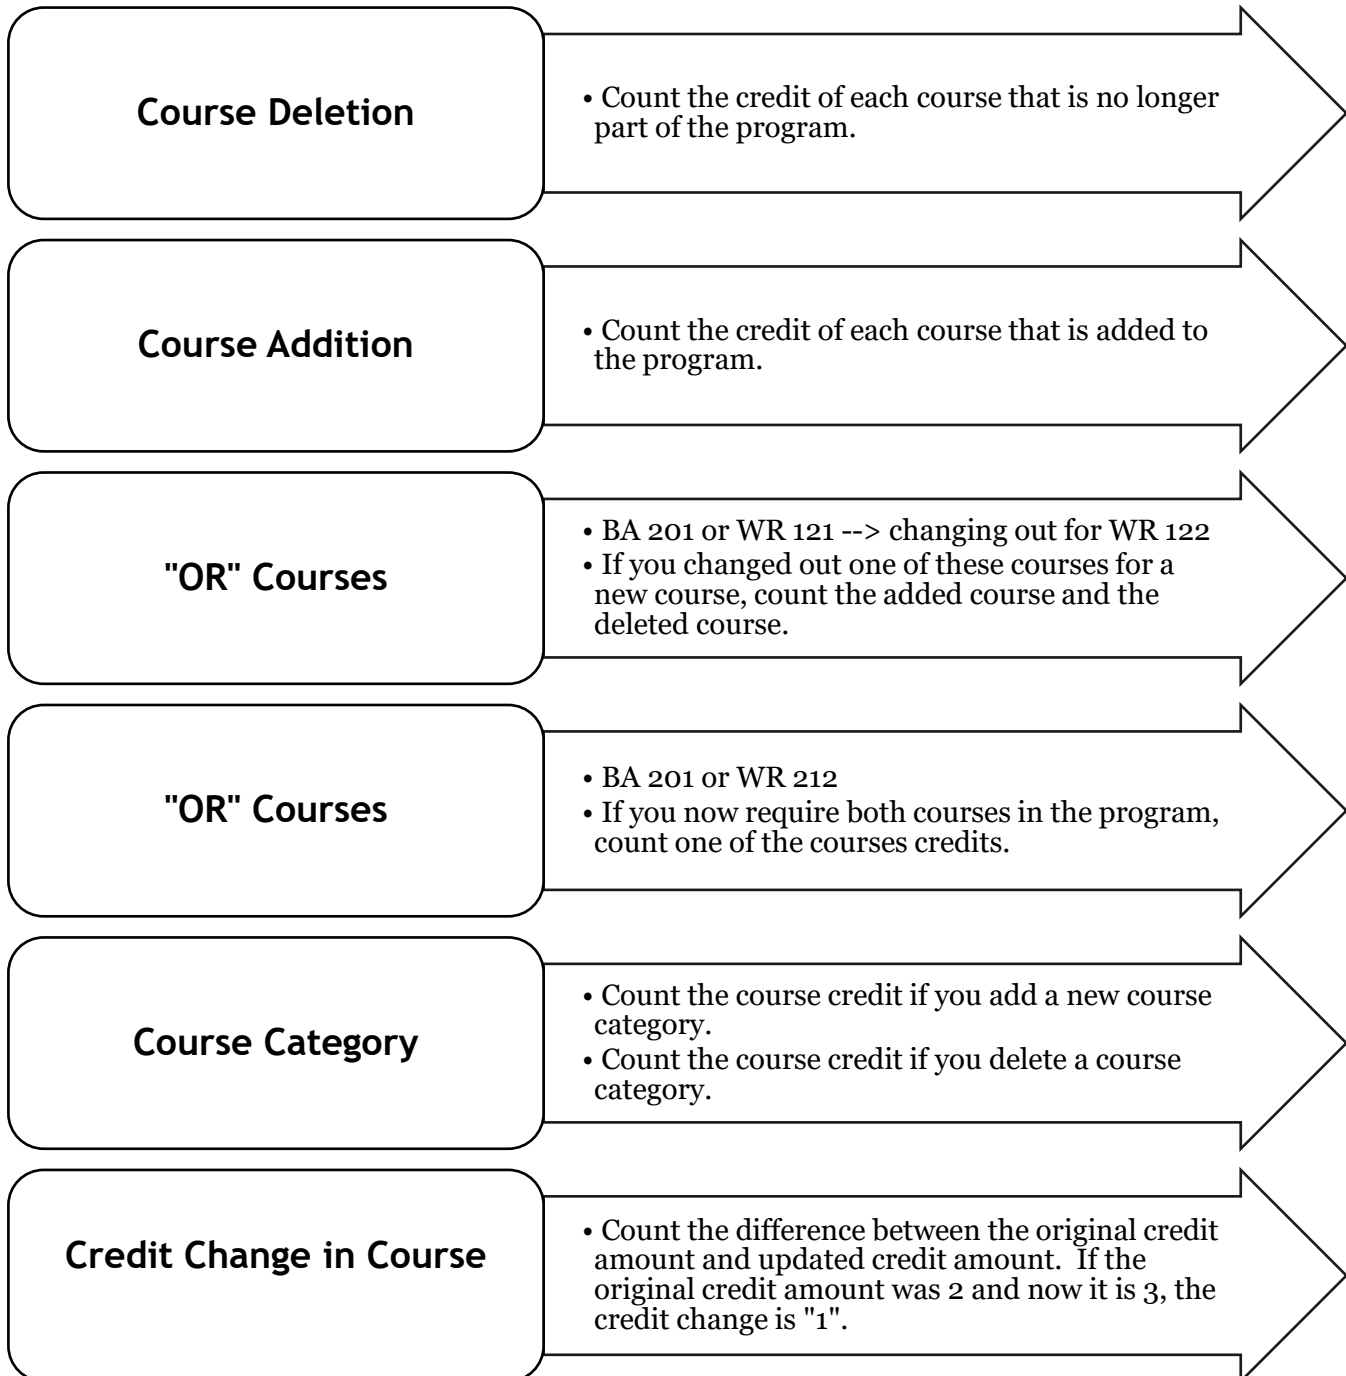 Course Deletion
• Count the credit of each course that is no longer
part of the program.
Course Addition
• Count the credit of each course that is added to
the program.
"OR" Courses
• BA 201 or WR 121 --> changing out for WR 122
• If you changed out one of these courses for a
new course, count the added course and the
deleted course.
"OR" Courses
• BA 201 or WR 212
• If you now require both courses in the program,
count one of the courses credits.
Course Category
• Count the course credit if you add a new course
category.
• Count the course credit if you delete a course
category.
Credit Change in Course
• Count the difference between the original credit
amount and updated credit amount.  If the
original credit amount was 2 and now it is 3, the
credit change is "1".